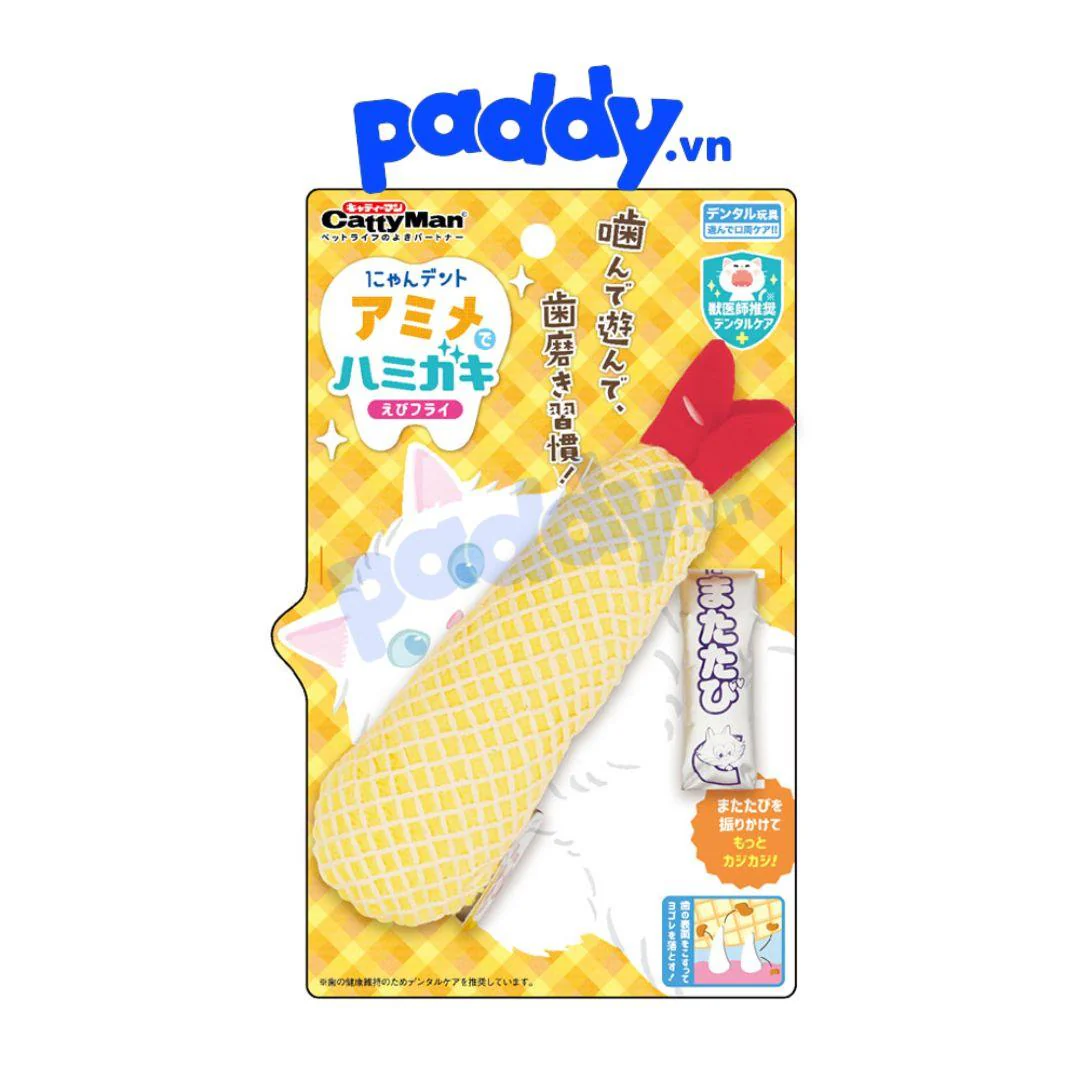 paddy.vn
キャティーマン
CattyMan
ペットライフのよきパートナー
デンタル玩具
遊んで口周ケア!!
噛んで遊んで、
歯磨き習慣!
にゃんデント
アミメで
ハミガキ
えびフライ
※
獣医師推奨
デンタルケア
paddy.vn
またたび
またたびを
振りかけて
もっと
カジカジ!
歯の表面をこすって
ヨゴレを落とす!
※歯の健康維持のためデンタルケアを推奨しています。